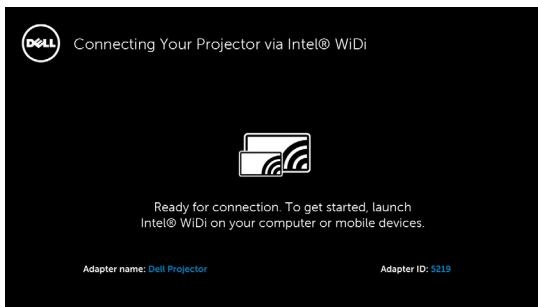 DELL
Connecting Your Projector via Intel® WiDi
Ready for connection. To get started, launch
Intel® WiDi on your computer or mobile devices.
Adapter name: Dell Projector
Adapter ID: 5219